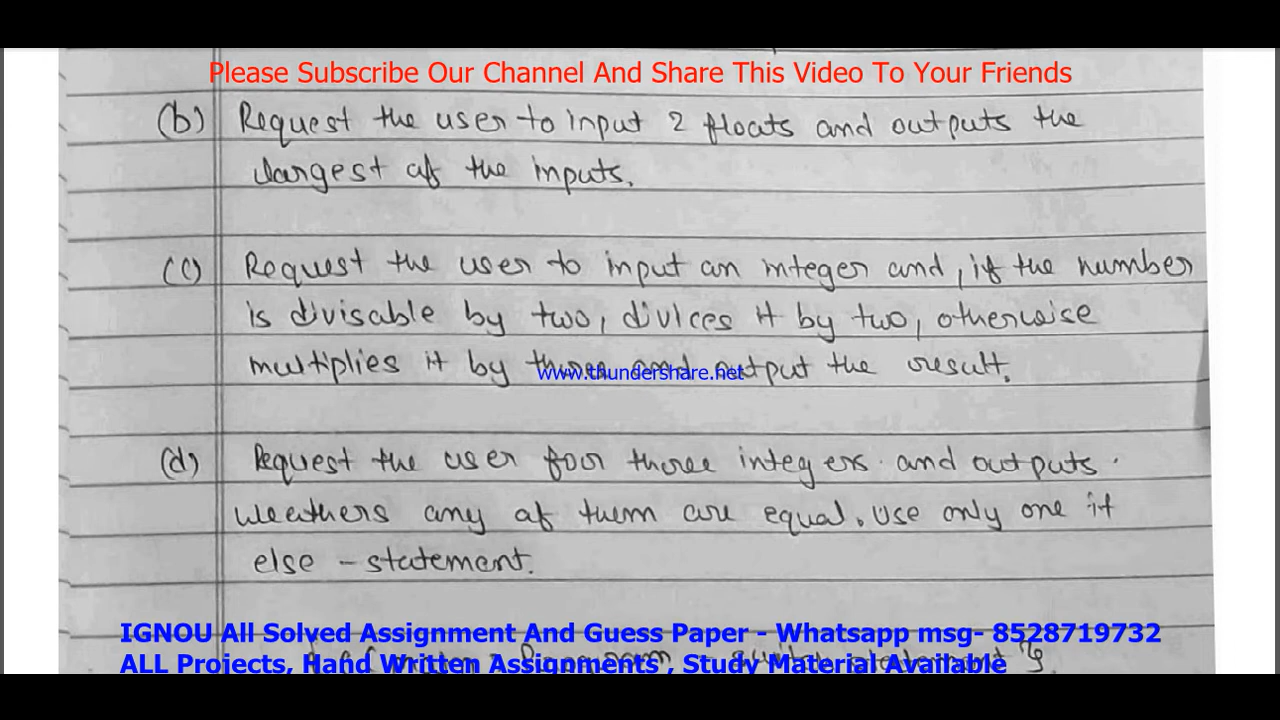 Please Subscribe Our Channel And Share This Video To Your Friends
(b) Request the user to input 2 floats and outputs the
largest of the inputs.
(c) Request the user to input an integer and, if the number
is divisable by two, divices it by two, otherwise
multiplies it by three and output the result.
www.thundershare.net
(d) Request the user foor three integers and outputs
weathers any of them are equal. Use only one if
else - statement.
IGNOU All Solved Assignment And Guess Paper - Whatsapp msg- 8528719732
ALL Projects, Hand Written Assignments , Study Material Available